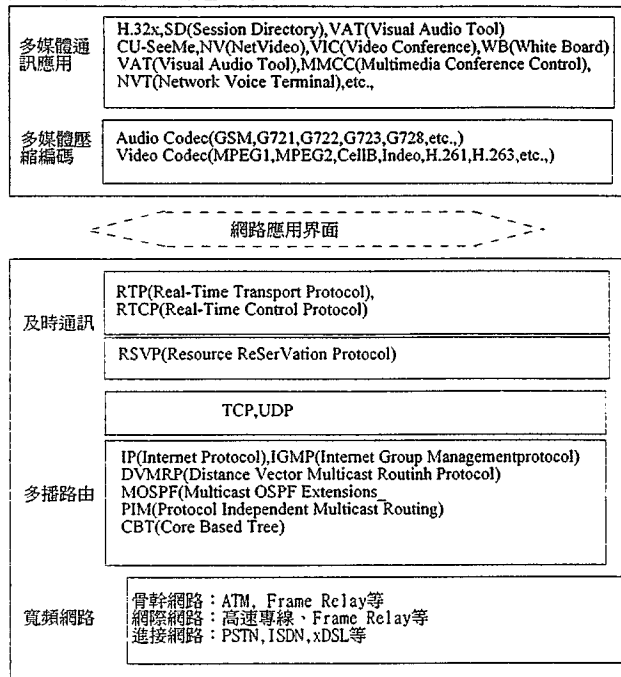 多媒體通訊應用
H.32x,SD(Session Directory),VAT(Visual Audio Tool)
CU-SeeMe,NV(NetVideo),VIC(Video Conference),WB(White Board)
VAT(Visual Audio Tool),MMCC(Multimedia Conference Control),
NVT(Network Voice Terminal),etc.,
多媒體壓縮編碼
Audio Codec(GSM,G721,G722,G723,G728,etc.,)
Video Codec(MPEG1,MPEG2,CellB,Indeo,H.261,H.263,etc.,)
網路應用界面
及時通訊
RTP(Real-Time Transport Protocol),
RTCP(Real-Time Control Protocol)
RSVP(Resource ReSerVation Protocol)
TCP,UDP
多播路由
IP(Internet Protocol),IGMP(Internet Group Managementprotocol)
DVMRP(Distance Vector Multicast Routinh Protocol)
MOSPF(Multicast OSPF Extensions_
PIM(Protocol Independent Multicast Routing)
CBT(Core Based Tree)
寬頻網路
骨幹網路：ATM, Frame Relay等
網際網路：高速專線、Frame Relay等
進接網路：PSTN,ISDN,xDSL等